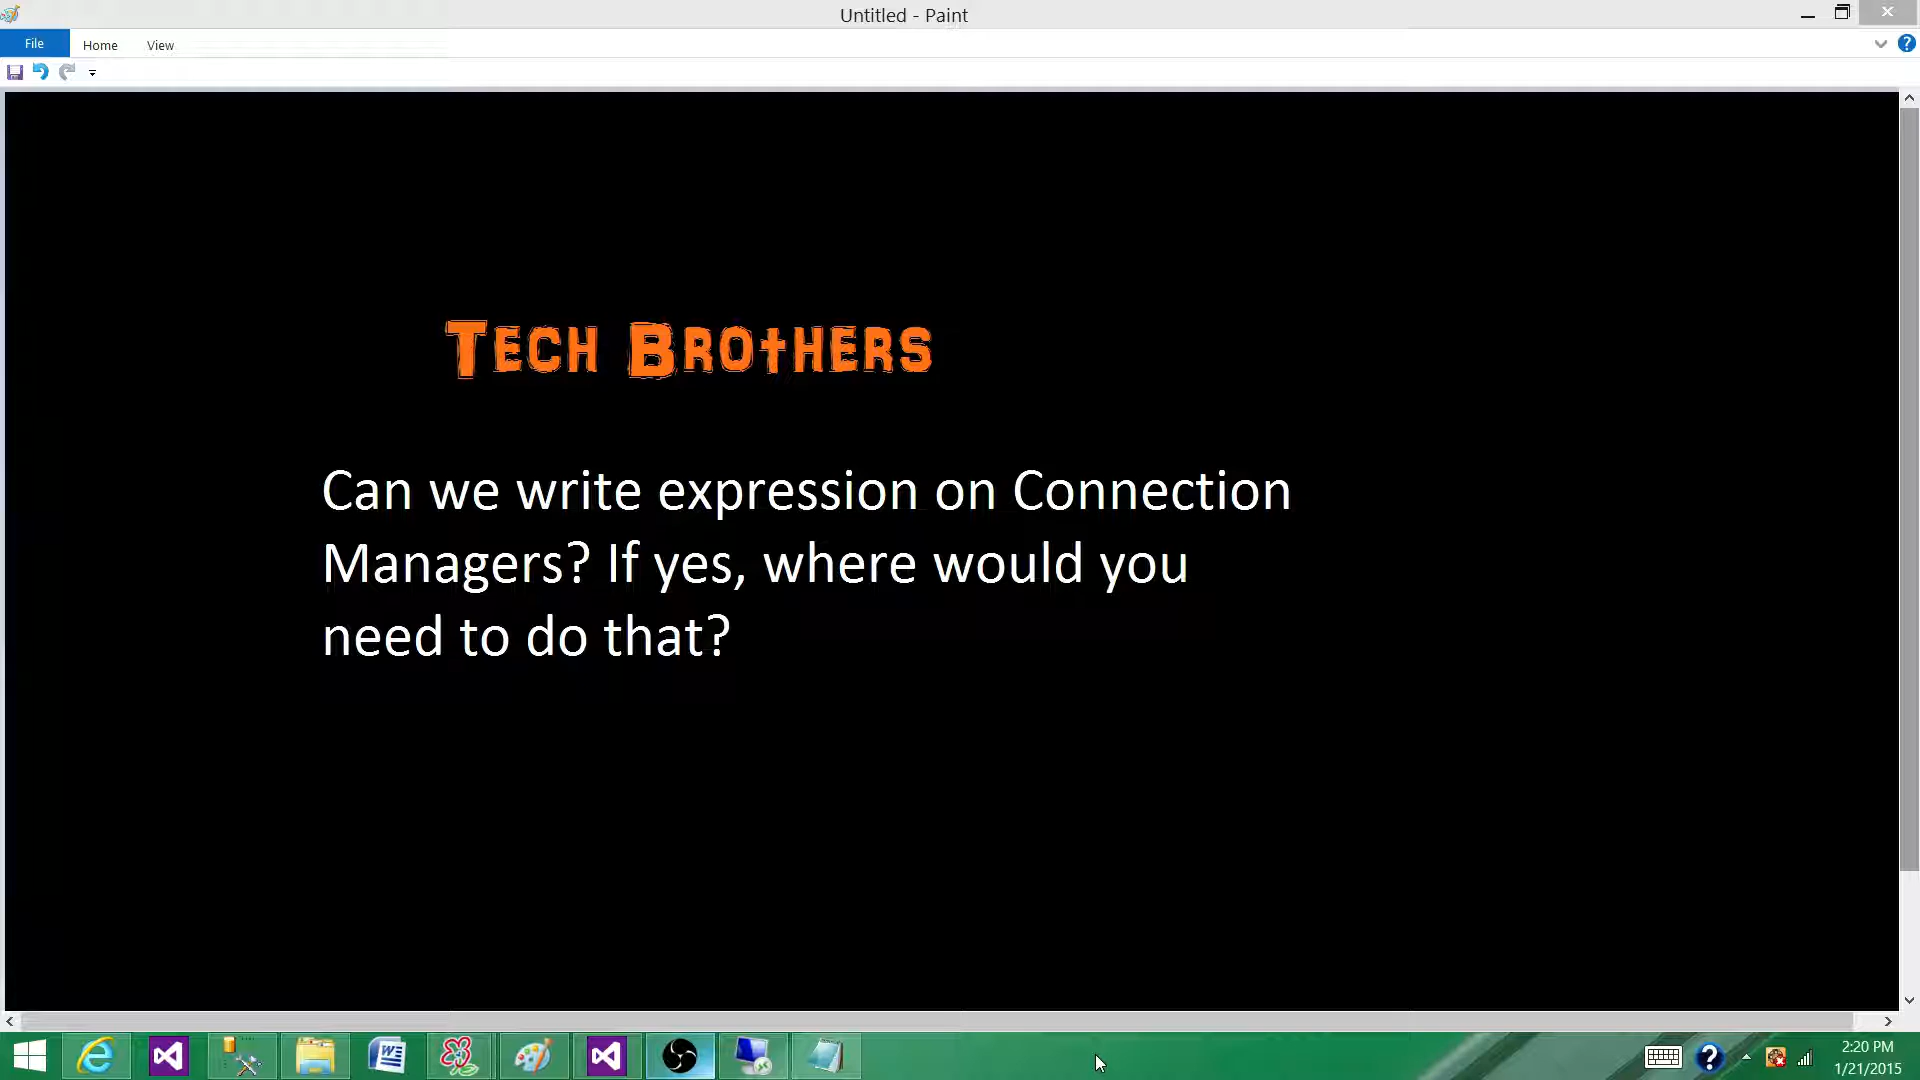 Untitled - Paint
File
Home
View
Tech Brothers
Can we write expression on Connection
Managers? If yes, where would you
need to do that?
2:20 PM
1/21/2015